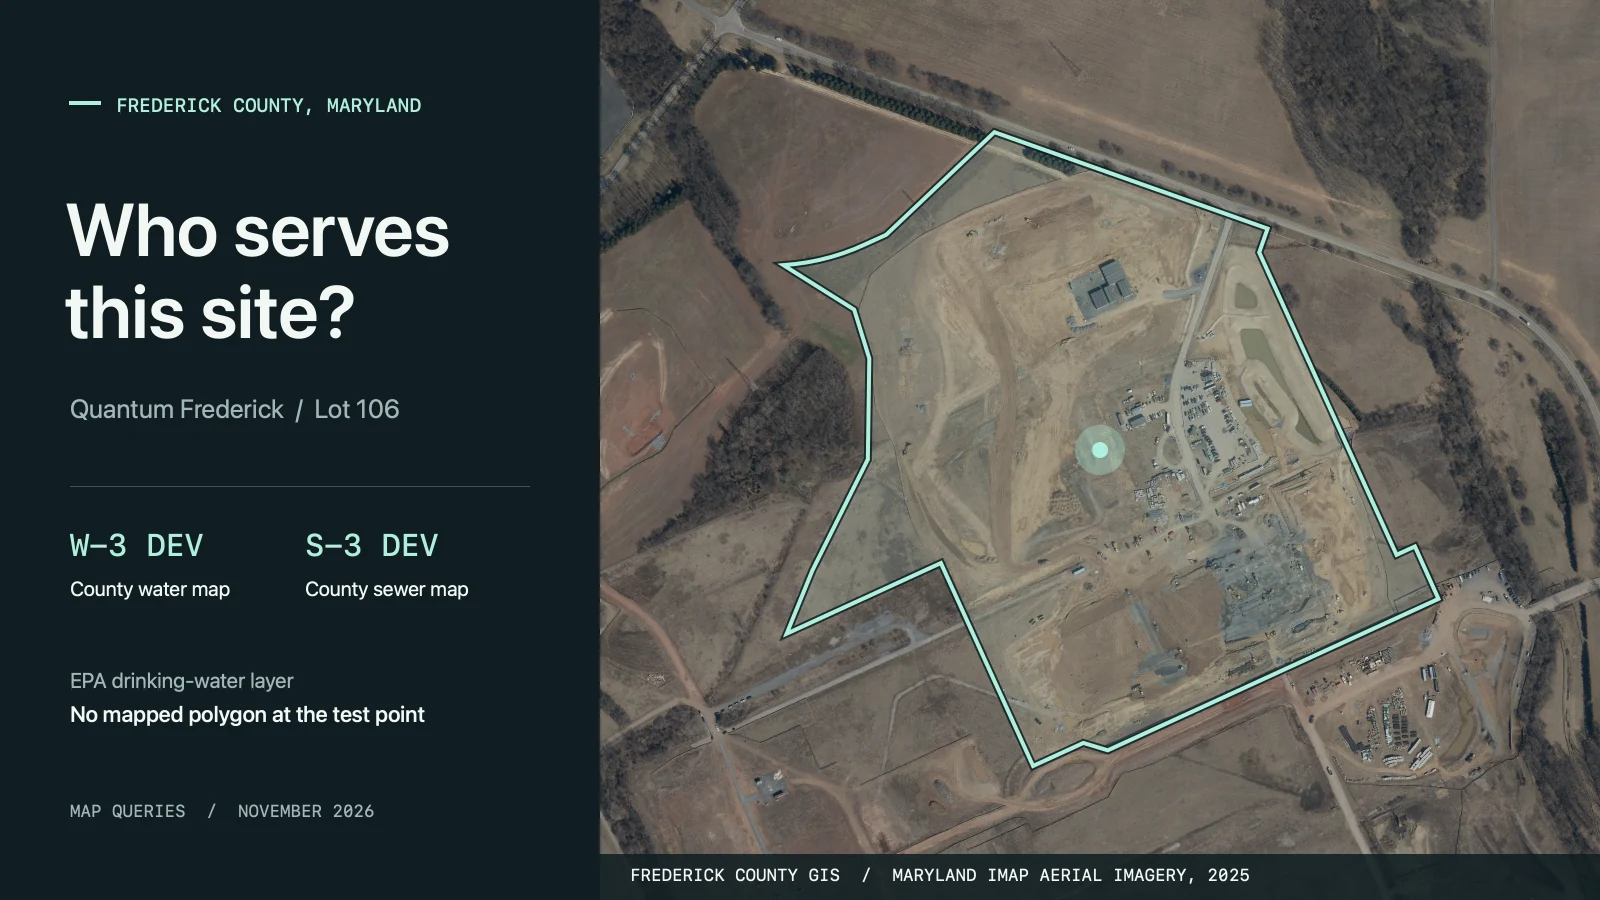 FREDERICK COUNTY, MARYLAND
Who serves
this site?
Quantum Frederick / Lot 106
W–3 DEV
County water map
S–3 DEV
County sewer map
EPA drinking-water layer
No mapped polygon at the test point
MAP QUERIES / NOVEMBER 2026
FREDERICK COUNTY GIS / MARYLAND IMAP AERIAL IMAGERY, 2025